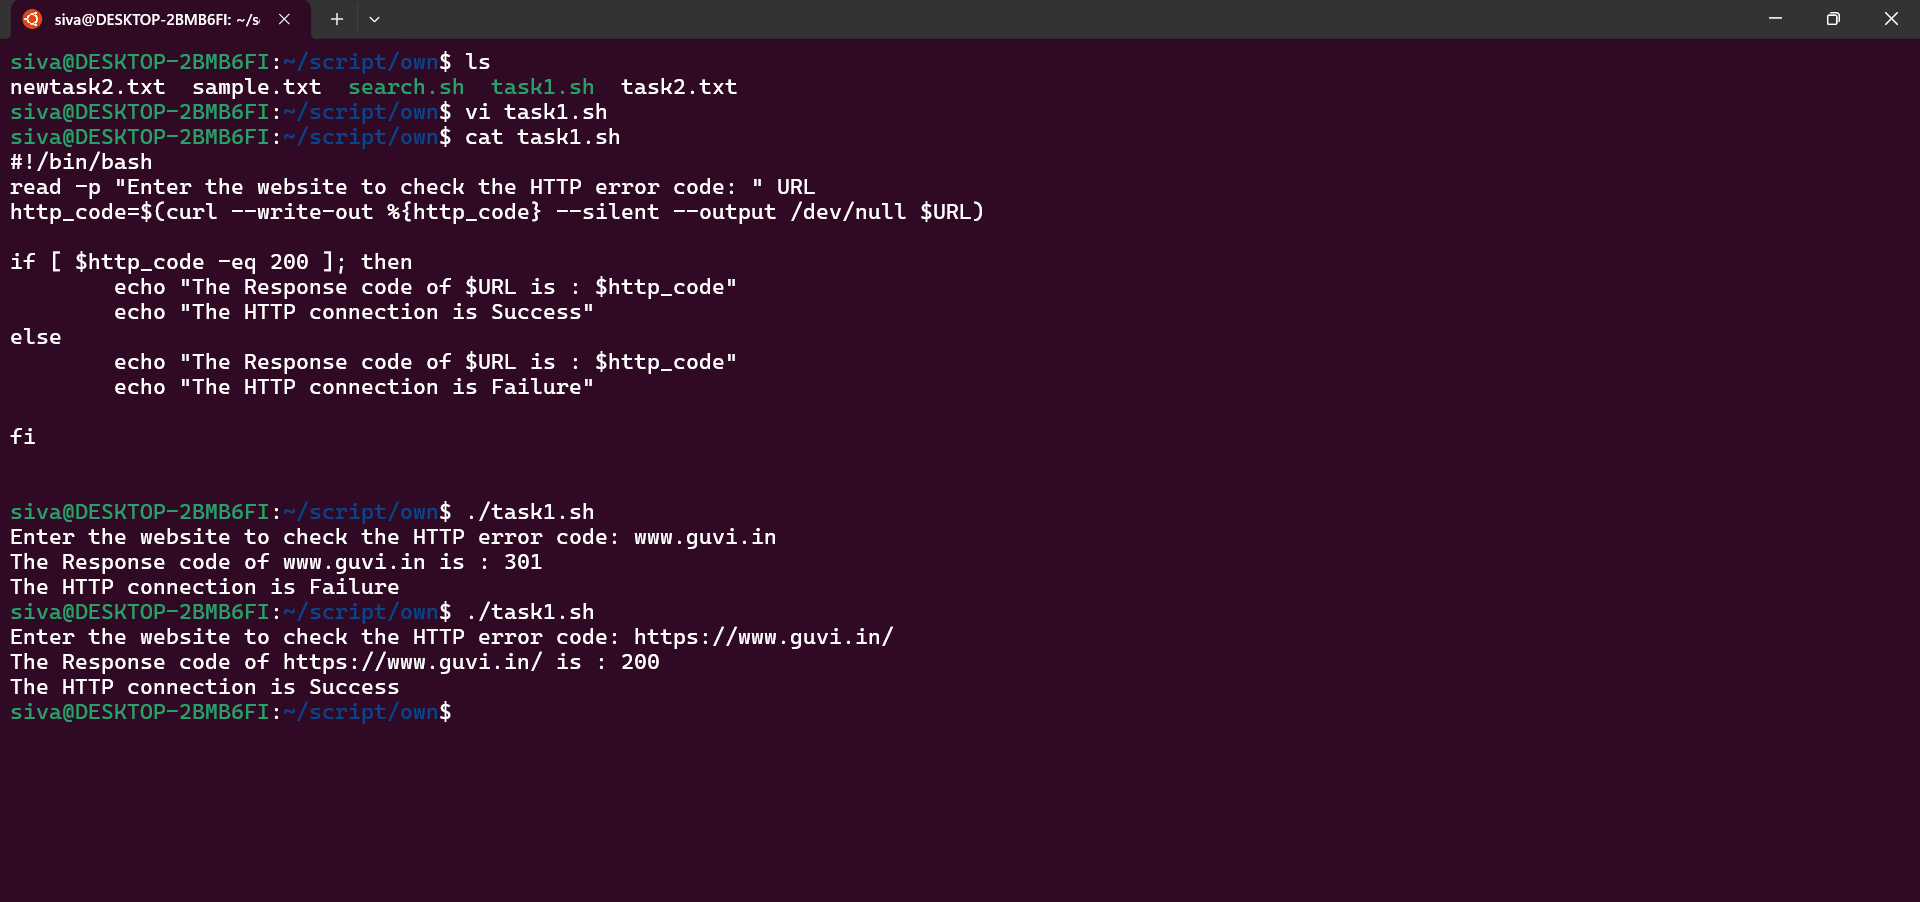 siva@DESKTOP-2BMB6FI: ~/s
siva@DESKTOP-2BMB6FI:~/script/own$ ls
newtask2.txt  sample.txt  search.sh  task1.sh  task2.txt
siva@DESKTOP-2BMB6FI:~/script/own$ vi task1.sh
siva@DESKTOP-2BMB6FI:~/script/own$ cat task1.sh
#!/bin/bash
read -p "Enter the website to check the HTTP error code: " URL
http_code=$(curl --write-out %{http_code} --silent --output /dev/null $URL)
if [ $http_code -eq 200 ]; then
        echo "The Response code of $URL is : $http_code"
        echo "The HTTP connection is Success"
else
        echo "The Response code of $URL is : $http_code"
        echo "The HTTP connection is Failure"
fi
siva@DESKTOP-2BMB6FI:~/script/own$ ./task1.sh
Enter the website to check the HTTP error code: www.guvi.in
The Response code of www.guvi.in is : 301
The HTTP connection is Failure
siva@DESKTOP-2BMB6FI:~/script/own$ ./task1.sh
Enter the website to check the HTTP error code: https://www.guvi.in/
The Response code of https://www.guvi.in/ is : 200
The HTTP connection is Success
siva@DESKTOP-2BMB6FI:~/script/own$